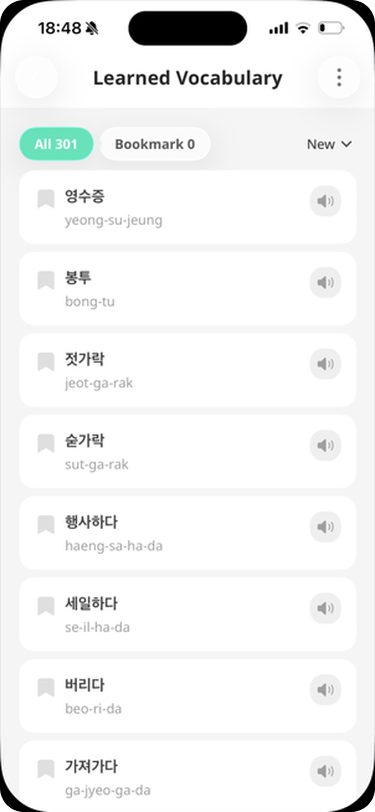 18:48
Learned Vocabulary
All 301
Bookmark 0
New
영수증
yeong-su-jeung
봉투
bong-tu
젓가락
jeot-ga-rak
숟가락
sut-ga-rak
행사하다
haeng-sa-ha-da
세일하다
se-il-ha-da
버리다
beo-ri-da
가져가다
ga-jyeo-ga-da